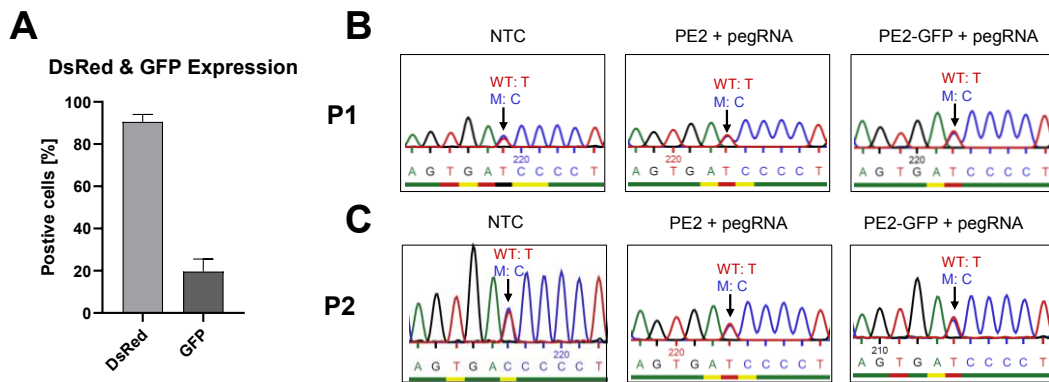 A
DsRed & GFP Expression
Postive cells [%]
100
80
60
40
20
0
DsRed
GFP
B
NTC
PE2 + pegRNA
PE2-GFP + pegRNA
P1
WT: T
M: C
220
A G T G A T C C C C T
WT: T
M: C
220
A G T G A T C C C C T
WT: T
M: C
220
A G T G A T C C C C T
C
NTC
PE2 + pegRNA
PE2-GFP + pegRNA
P2
WT: T
M: C
220
A G T G A C C C C C T
WT: T
M: C
220
A G T G A T C C C C T
WT: T
M: C
210
A G T G A T C C C C T